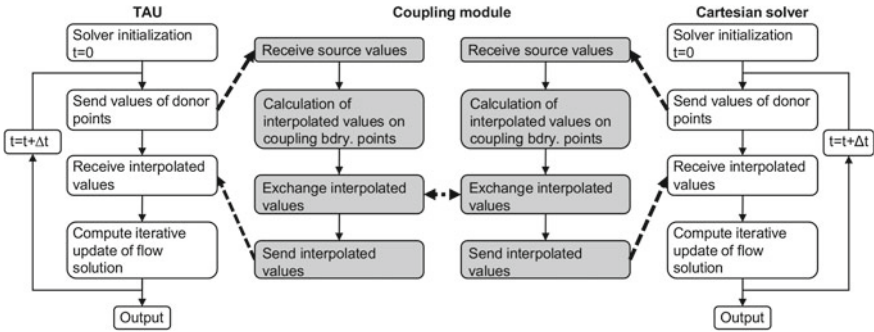 TAU
Coupling module
Cartesian solver
Solver initialization
t=0
Send values of donor
points
t=t+Δt
Receive interpolated
values
Compute iterative
update of flow
solution
Output
Receive source values
Calculation of
interpolated values on
coupling bdry. points
Exchange interpolated
values
Send interpolated
values
Receive source values
Calculation of
interpolated values on
coupling bdry. points
Exchange interpolated
values
Send interpolated
values
Solver initialization
t=0
Send values of donor
points
t=t+Δt
Receive interpolated
values
Compute iterative
update of flow
solution
Output